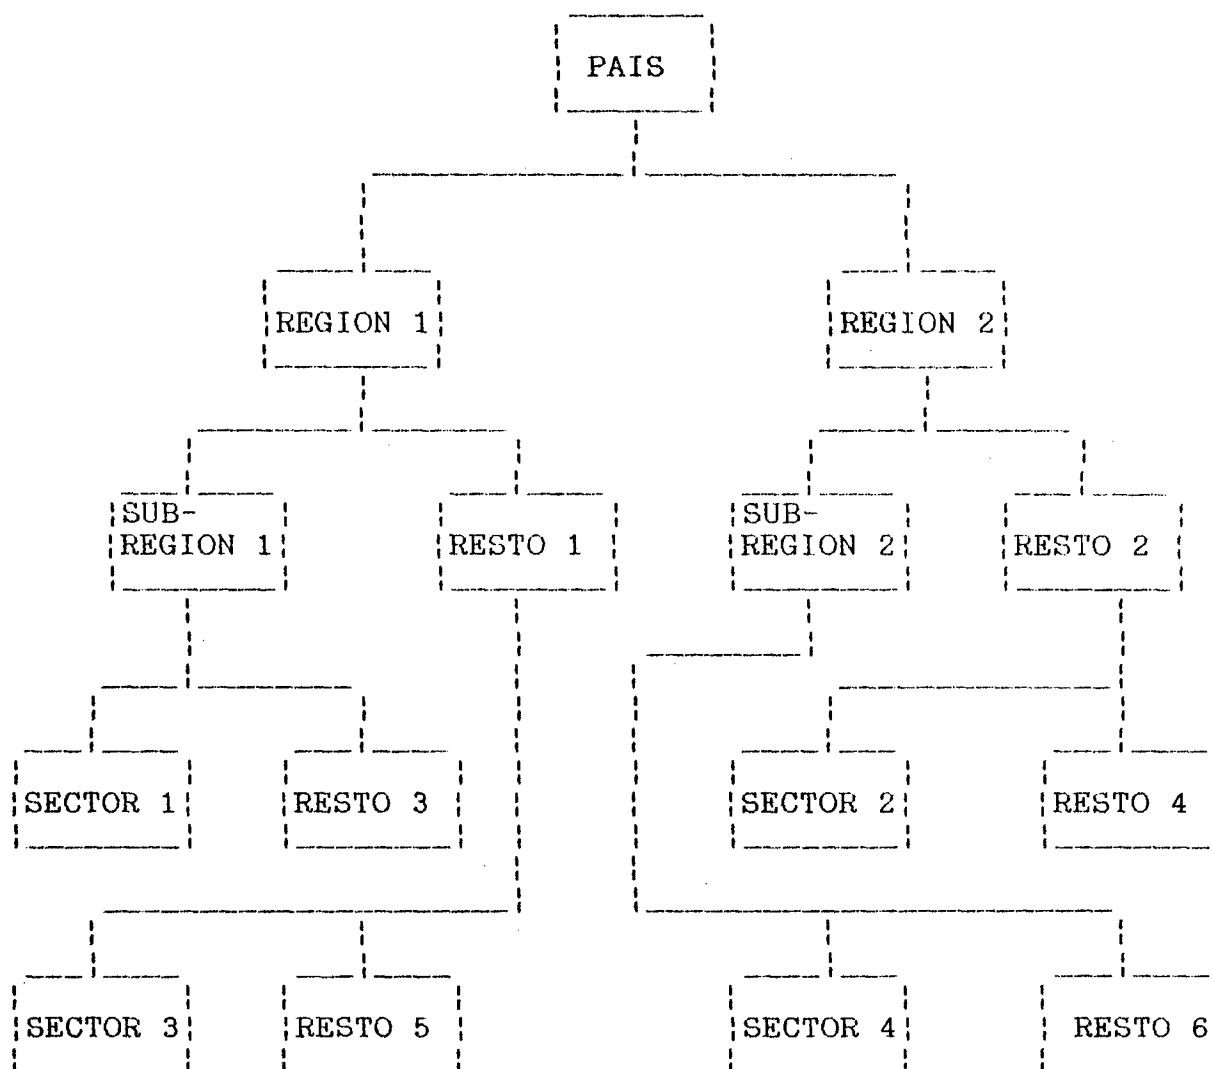 PAIS
REGION 1
REGION 2
SUB-
REGION 1
RESTO 1
SUB-
REGION 2
RESTO 2
SECTOR 1
RESTO 3
SECTOR 2
RESTO 4
SECTOR 3
RESTO 5
SECTOR 4
RESTO 6